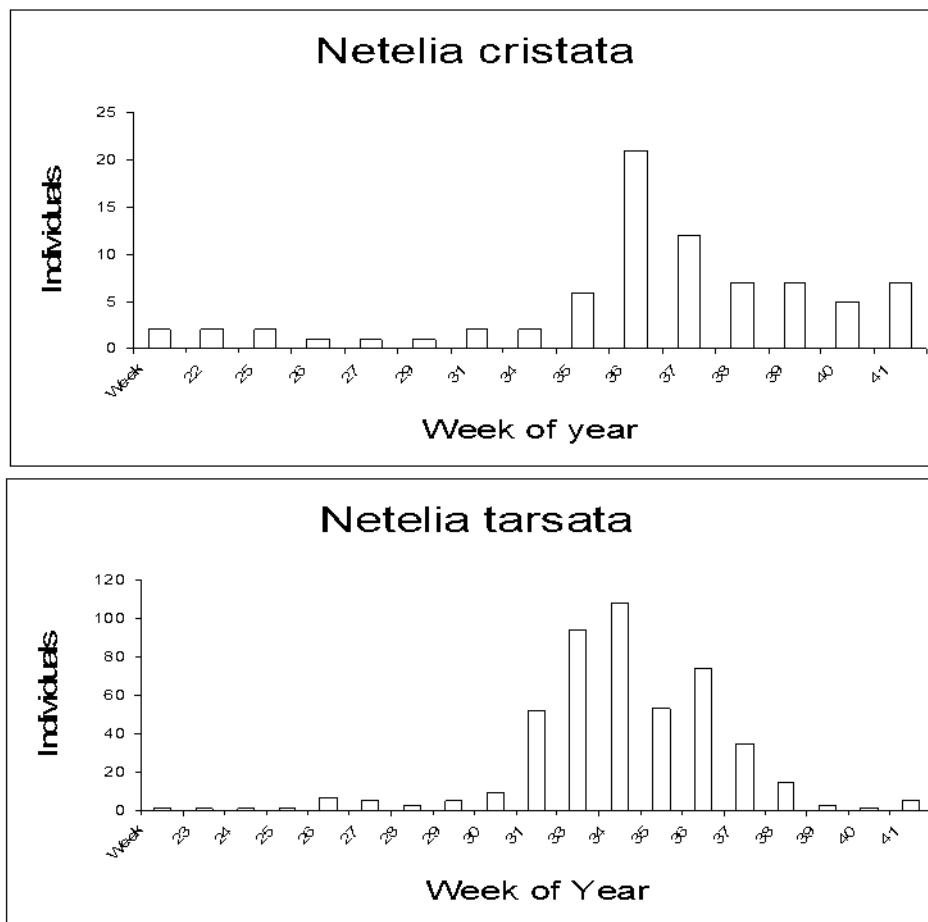 Netelia cristata
25
20
15
10
5
0
Individuals
Week 22 25 26 27 29 31 34 35 36 37 38 39 40 41
Week of year
Netelia tarsata
120
100
80
60
40
20
0
Individuals
Week 23 24 25 26 27 28 29 30 31 33 34 35 36 37 38 39 40 41
Week of Year